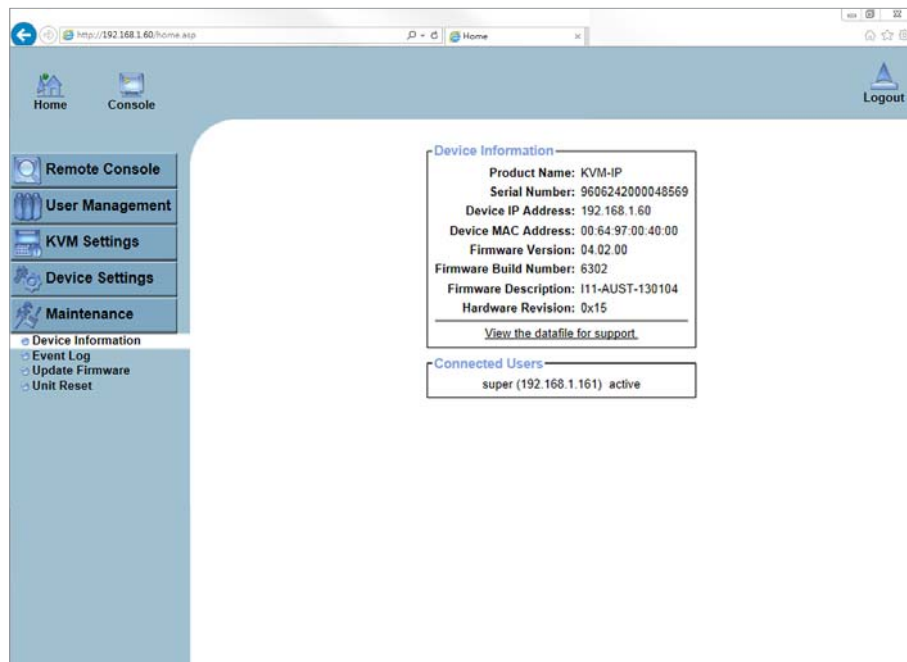 http://192.168.1.60/home.asp
Home
Home
Console
Logout
Remote Console
User Management
KVM Settings
Device Settings
Maintenance
Device Information
Event Log
Update Firmware
Unit Reset
Device Information
Product Name: KVM-IP
Serial Number: 9606242000048569
Device IP Address: 192.168.1.60
Device MAC Address: 00:64:97:00:40:00
Firmware Version: 04.02.00
Firmware Build Number: 6302
Firmware Description: I11-AUST-130104
Hardware Revision: 0x15
View the datafile for support.
Connected Users
super (192.168.1.161) active